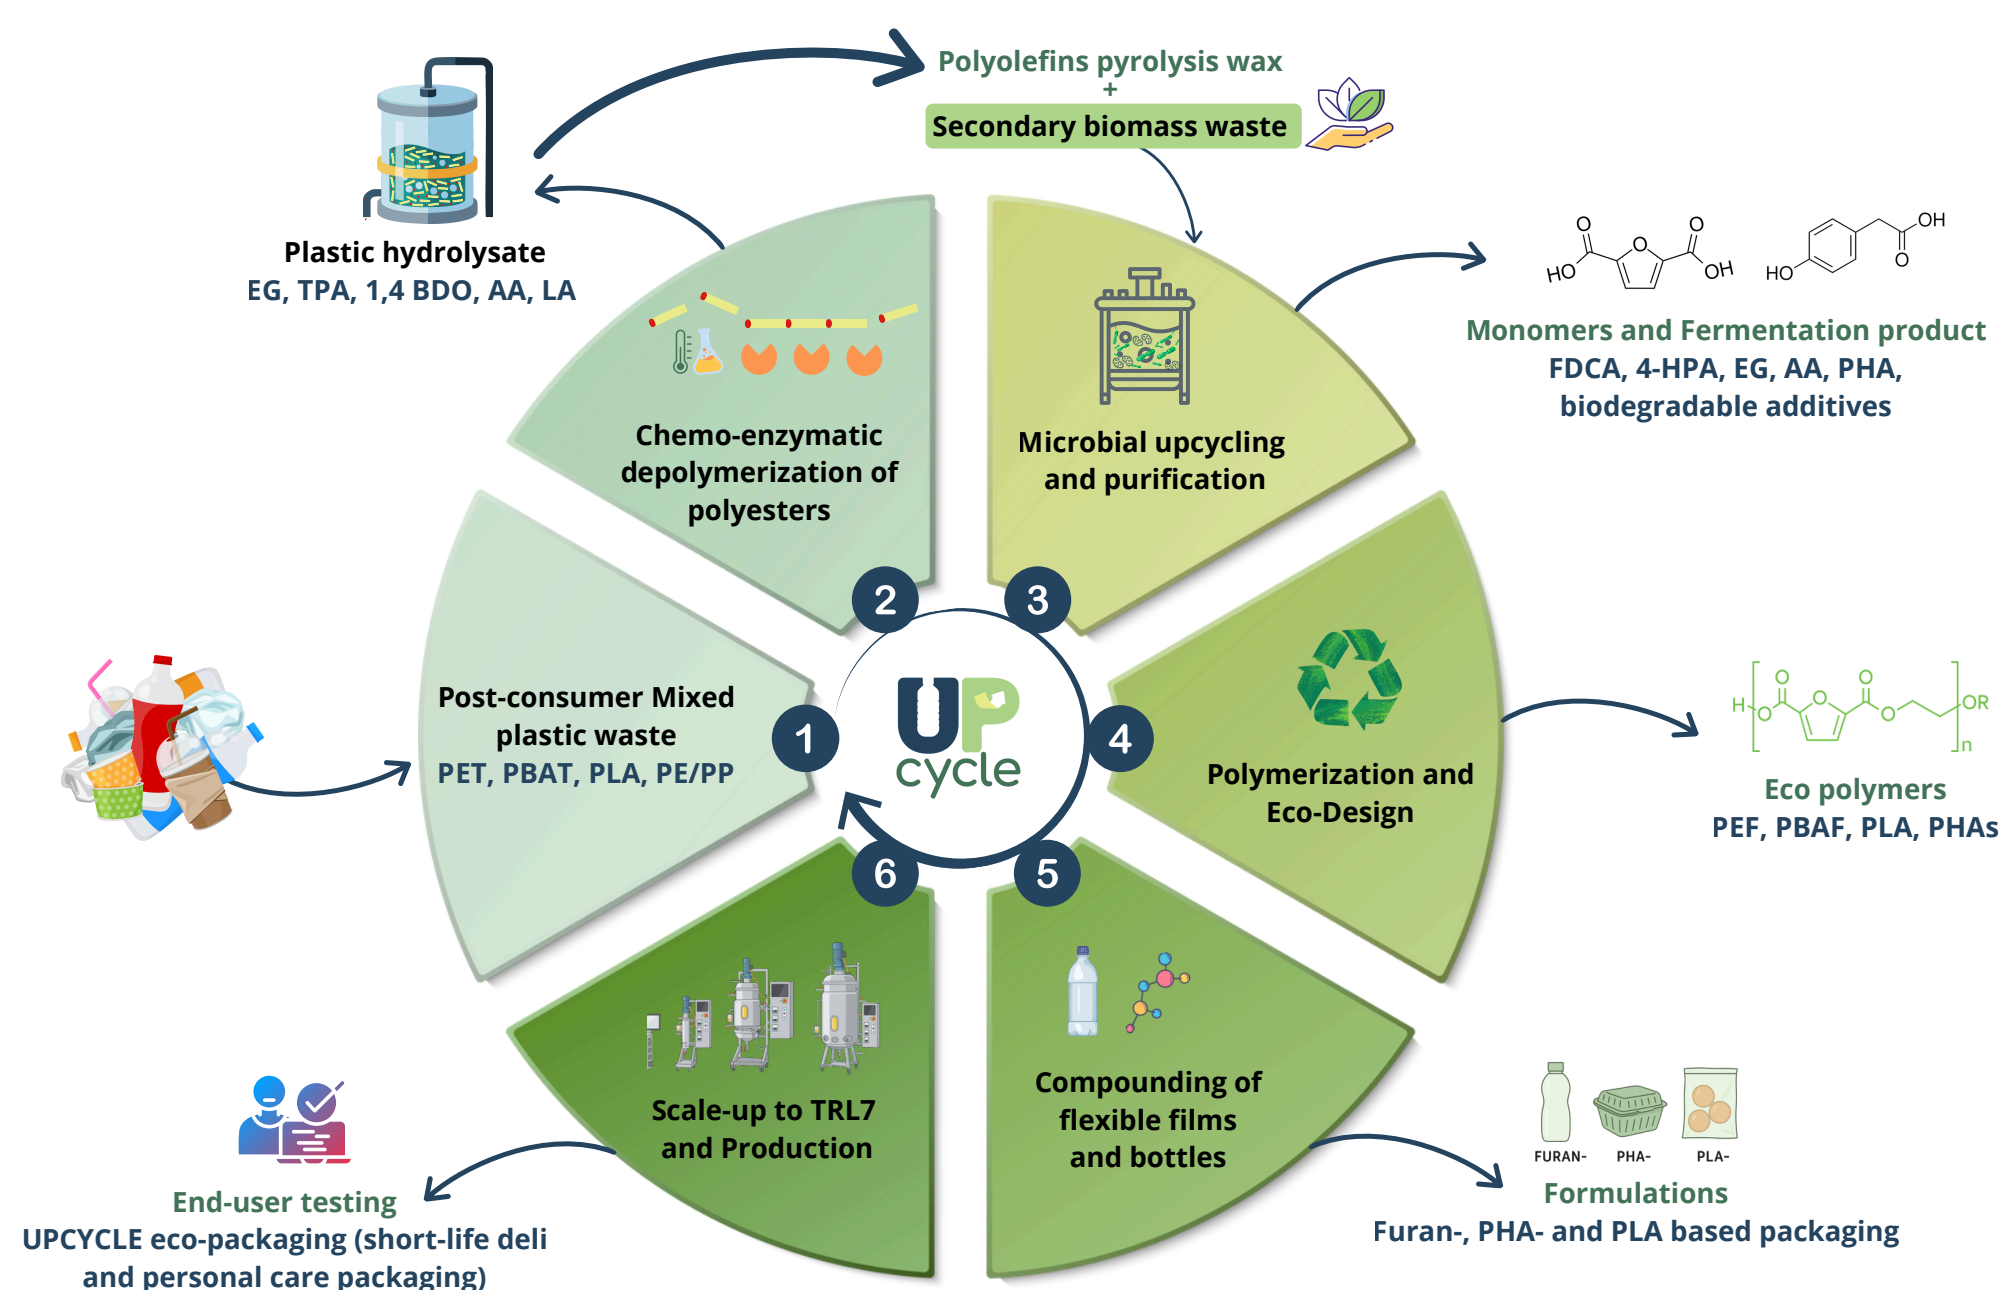 Polyolefins pyrolysis wax
+
Secondary biomass waste
Plastic hydrolysate
EG, TPA, 1,4 BDO, AA, LA
O
HO
O
O
OH
HO
OH
O
Monomers and Fermentation product
FDCA, 4-HPA, EG, AA, PHA,
biodegradable additives
Chemo-enzymatic
depolymerization of
polyesters
Microbial upcycling
and purification
2
3
Post-consumer Mixed
plastic waste
PET, PBAT, PLA, PE/PP
1
UP
cycle
4
Polymerization and
Eco-Design
H
O
O
O
O
O
OR
n
Eco polymers
PEF, PBAF, PLA, PHAs
6
5
Scale-up to TRL7
and Production
Compounding of
flexible films
and bottles
End-user testing
UPCYCLE eco-packaging (short-life deli
and personal care packaging)
FURAN-
PHA-
PLA-
Formulations
Furan-, PHA- and PLA based packaging